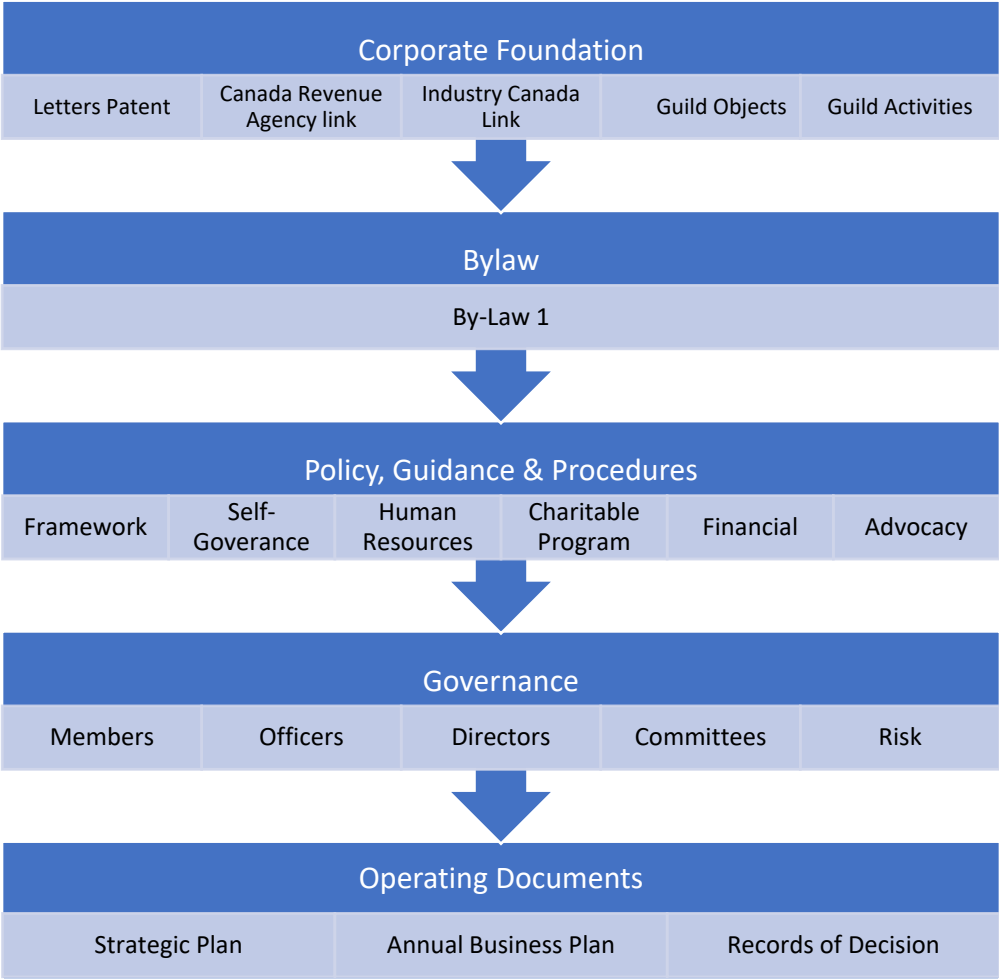 Corporate Foundation
Letters Patent
Canada Revenue
Agency link
Industry Canada
Link
Guild Objects
Guild Activities
Bylaw
By-Law 1
Policy, Guidance & Procedures
Framework
Self-
Goverance
Human
Resources
Charitable
Program
Financial
Advocacy
Governance
Members
Officers
Directors
Committees
Risk
Operating Documents
Strategic Plan
Annual Business Plan
Records of Decision